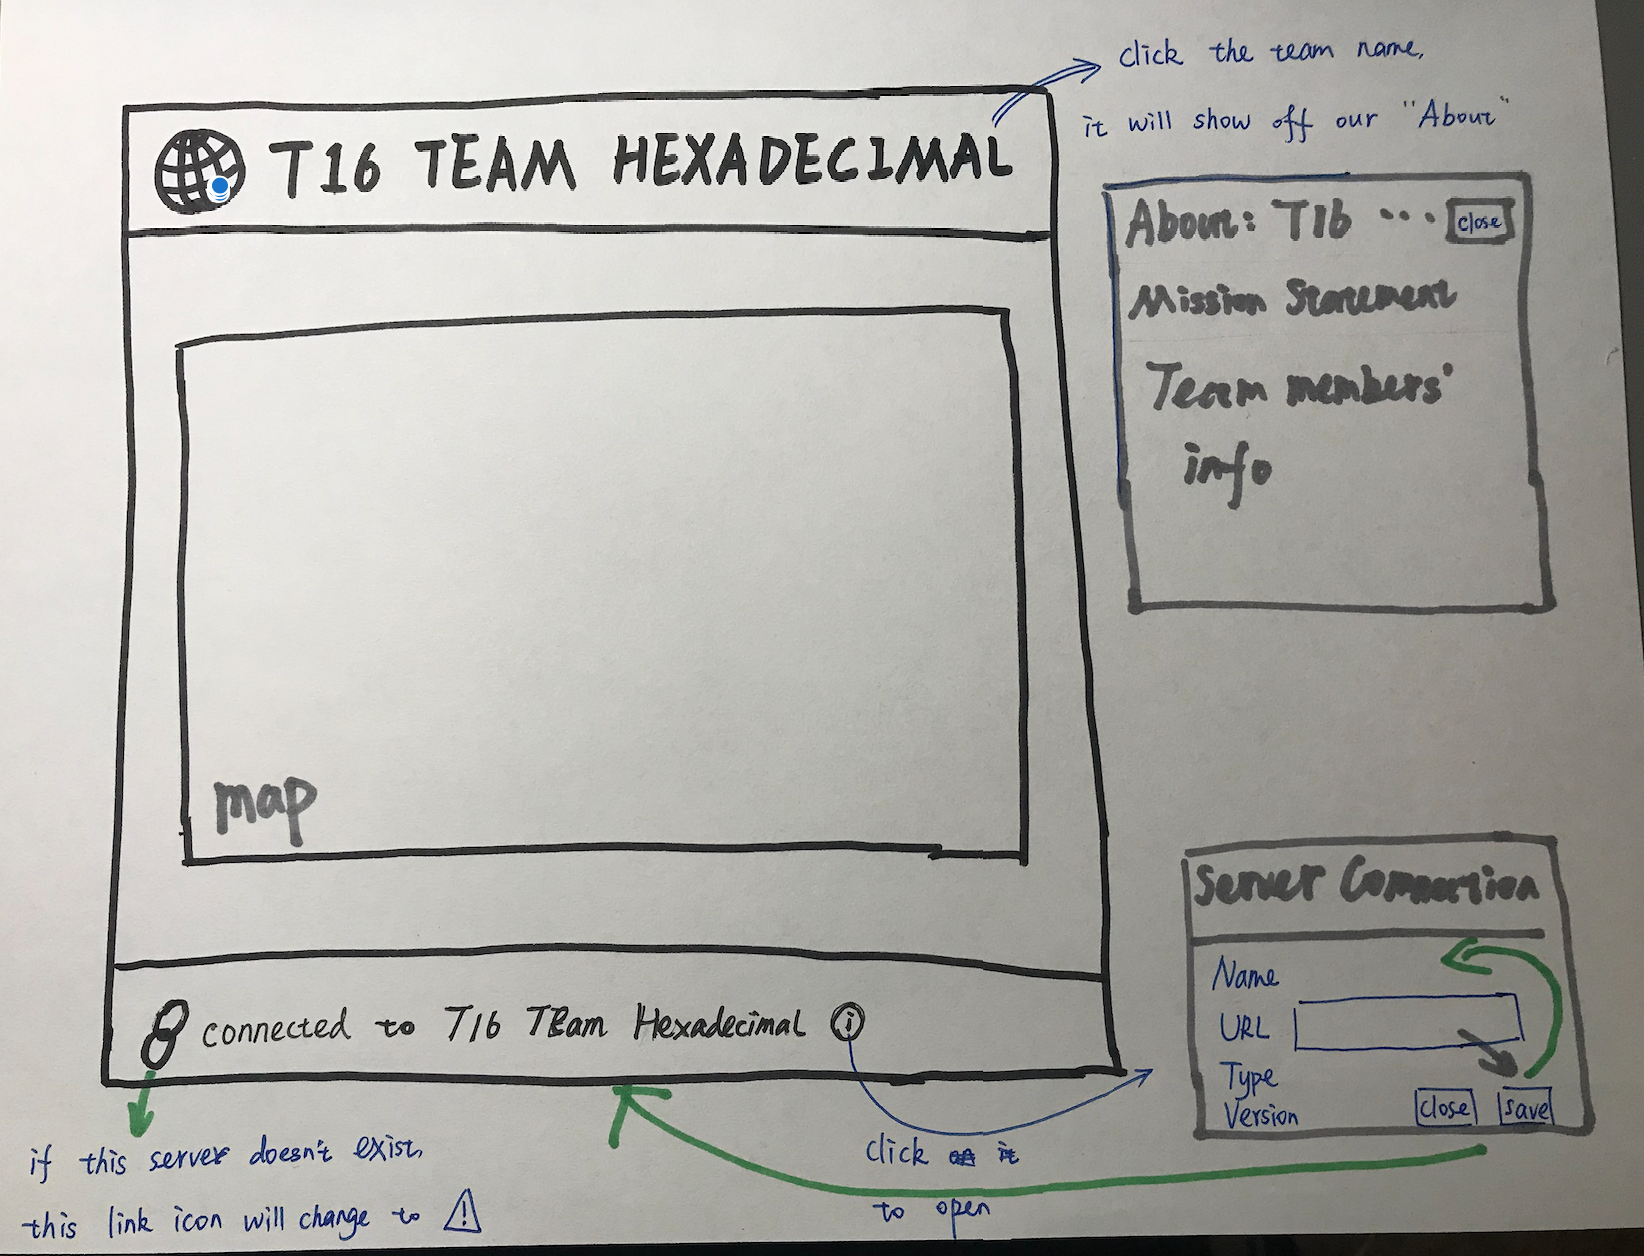 click the team name,
it will show off our "About"
T16 TEAM HEXADECIMAL
About: T16 ... close
Mission Statement
Team members'
info
map
Server Connection
Name
URL
Type
Version
close save
connected to T16 TEam Hexadecimal i
click it
to open
if this server doesn't exist,
this link icon will change to !